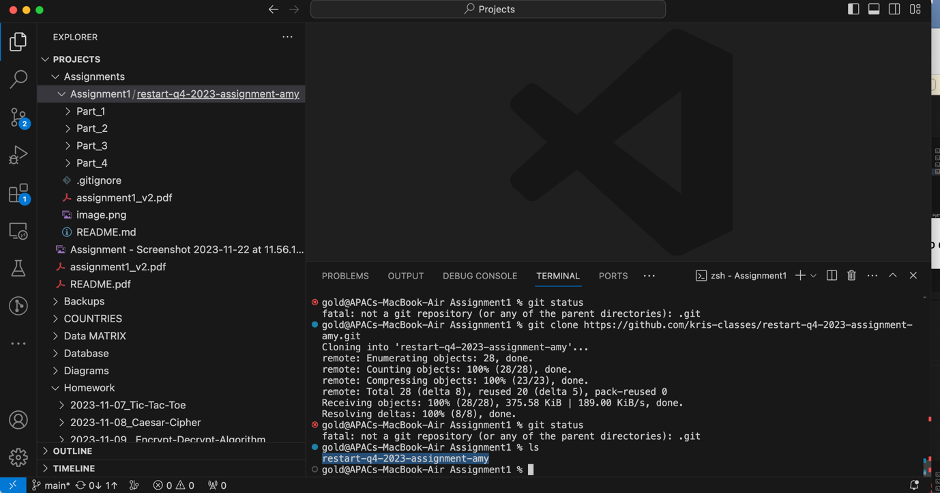 Projects
EXPLORER
PROJECTS
Assignments
Assignment1 / restart-q4-2023-assignment-amy
Part_1
Part_2
Part_3
Part_4
.gitignore
assignment1_v2.pdf
image.png
README.md
Assignment - Screenshot 2023-11-22 at 11.56.1...
assignment1_v2.pdf
README.pdf
Backups
COUNTRIES
Data MATRIX
Database
Diagrams
Homework
2023-11-07_Tic-Tac-Toe
2023-11-08_Caesar-Cipher
2023-11-09_Encrypt-Decrypt-Algorithm
OUTLINE
TIMELINE
2
1
PROBLEMS OUTPUT DEBUG CONSOLE TERMINAL PORTS ... zsh - Assignment1
gold@APACs-MacBook-Air Assignment1 % git status
fatal: not a git repository (or any of the parent directories): .git
gold@APACs-MacBook-Air Assignment1 % git clone https://github.com/kris-classes/restart-q4-2023-assignment-
amy.git
Cloning into 'restart-q4-2023-assignment-amy'...
remote: Enumerating objects: 28, done.
remote: Counting objects: 100% (28/28), done.
remote: Compressing objects: 100% (23/23), done.
remote: Total 28 (delta 8), reused 20 (delta 5), pack-reused 0
Receiving objects: 100% (28/28), 375.58 KiB | 189.00 KiB/s, done.
Resolving deltas: 100% (8/8), done.
gold@APACs-MacBook-Air Assignment1 % git status
fatal: not a git repository (or any of the parent directories): .git
gold@APACs-MacBook-Air Assignment1 % ls
restart-q4-2023-assignment-amy
gold@APACs-MacBook-Air Assignment1 %
main* 0↓ 1↑ 0 0 0